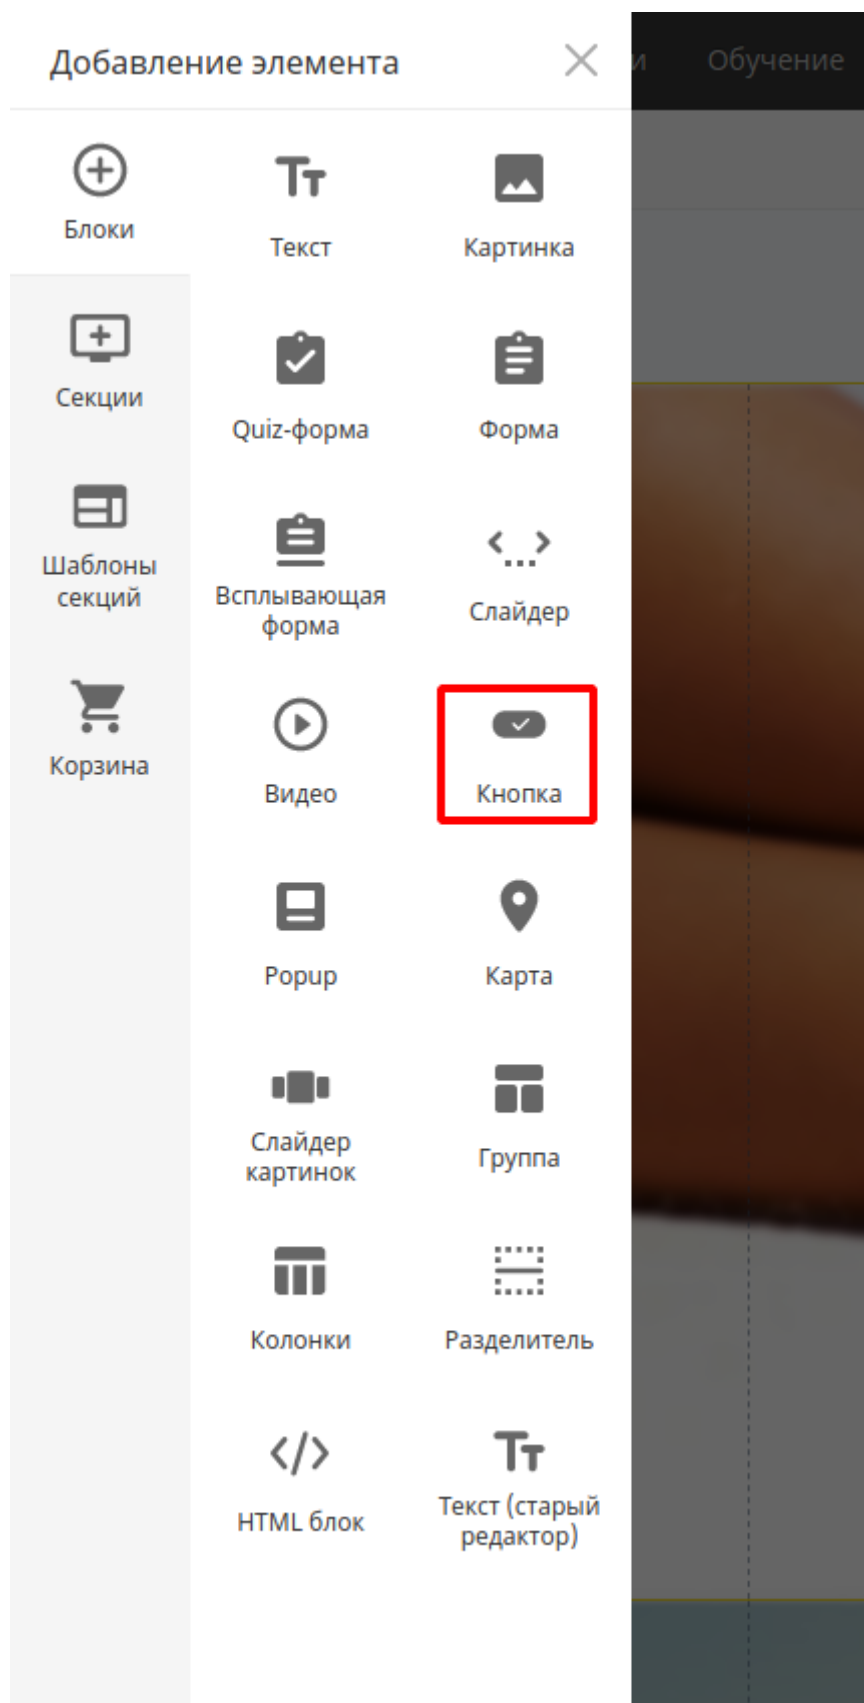 Добавление элемента
и Обучение
Блоки
Секции
Шаблоны
секций
Корзина
Текст
Картинка
Quiz-форма
Форма
Всплывающая
форма
Слайдер
Видео
Кнопка
Popup
Карта
Слайдер
картинок
Группа
Колонки
Разделитель
HTML блок
Текст (старый
редактор)